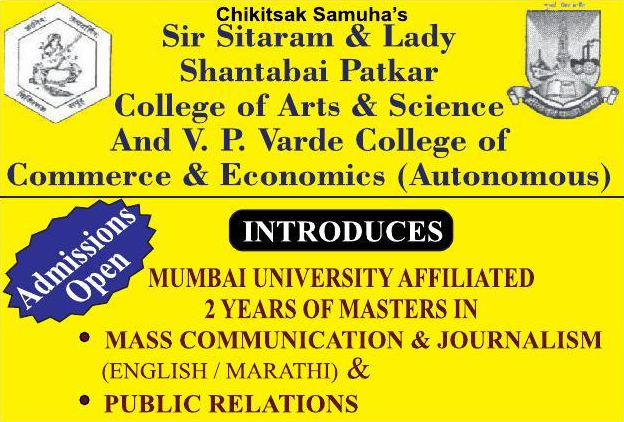 Chikitsak Samuha's
Sir Sitaram & Lady
Shantabai Patkar
College of Arts & Science
And V. P. Varde College of
Commerce & Economics (Autonomous)
Admissions
Open
INTRODUCES
MUMBAI UNIVERSITY AFFILIATED
2 YEARS OF MASTERS IN
• MASS COMMUNICATION & JOURNALISM
(ENGLISH / MARATHI) &
• PUBLIC RELATIONS